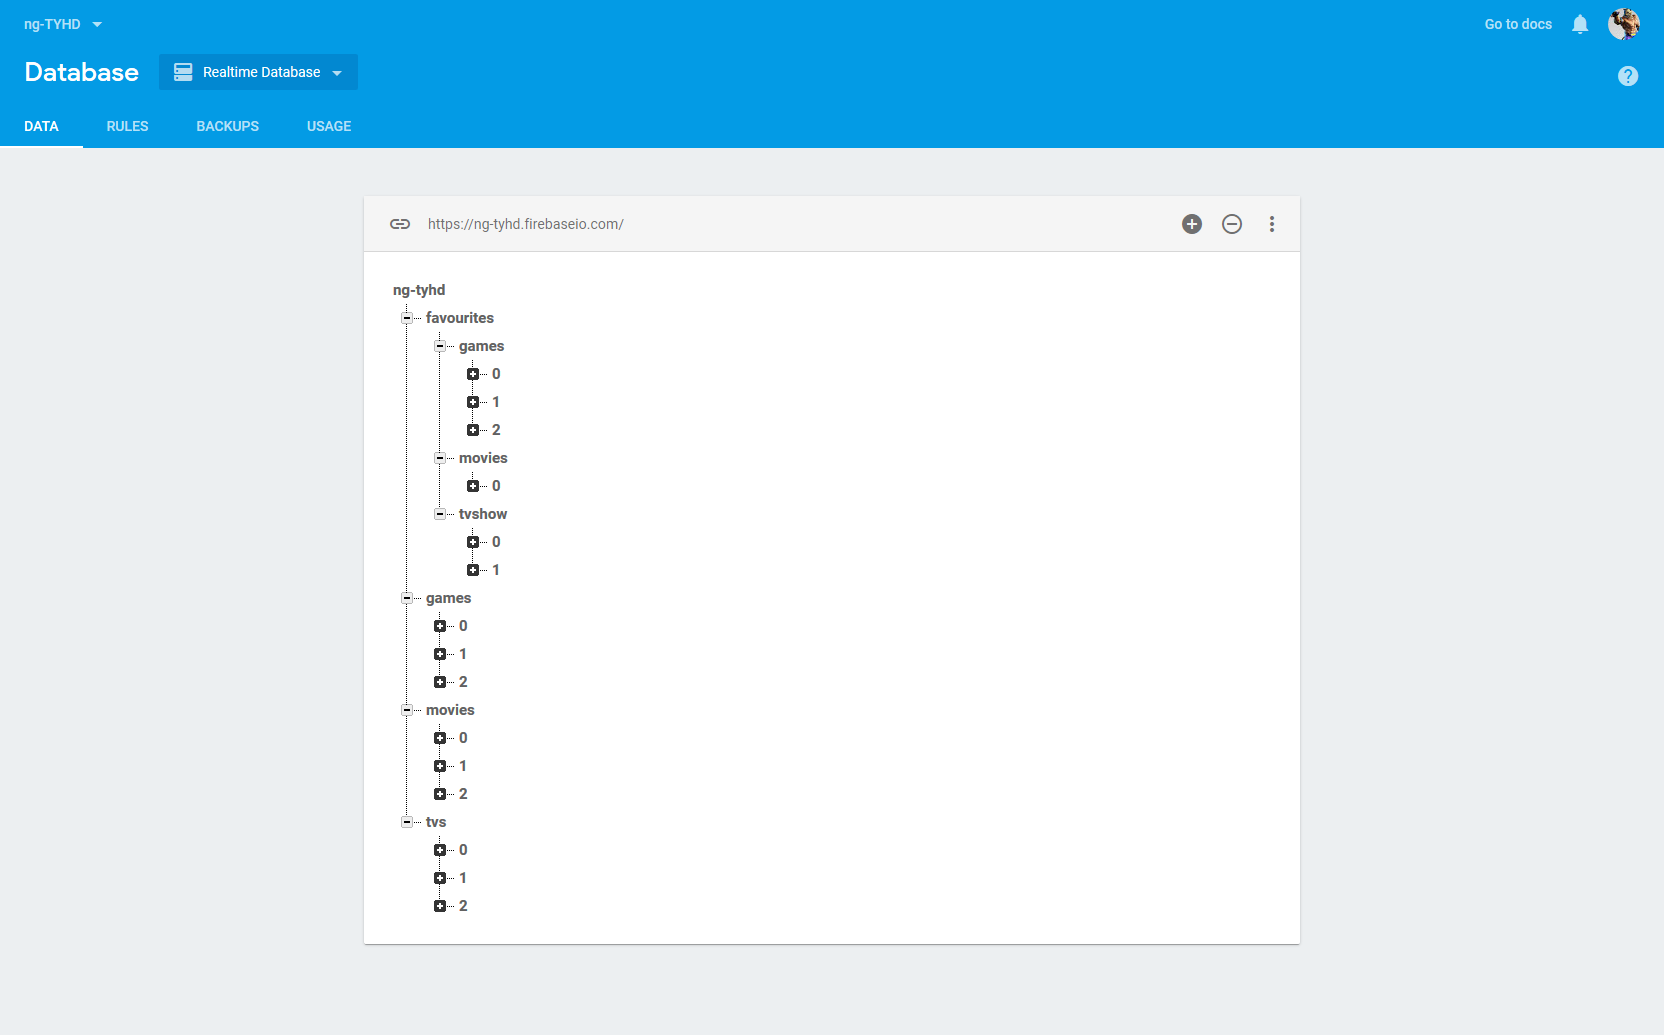 ng-TYHD
Go to docs
Database
Realtime Database
?
DATA RULES BACKUPS USAGE
https://ng-tyhd.firebaseio.com/
ng-tyhd
favourites
games
0
1
2
movies
0
tvshow
0
1
games
0
1
2
movies
0
1
2
tvs
0
1
2